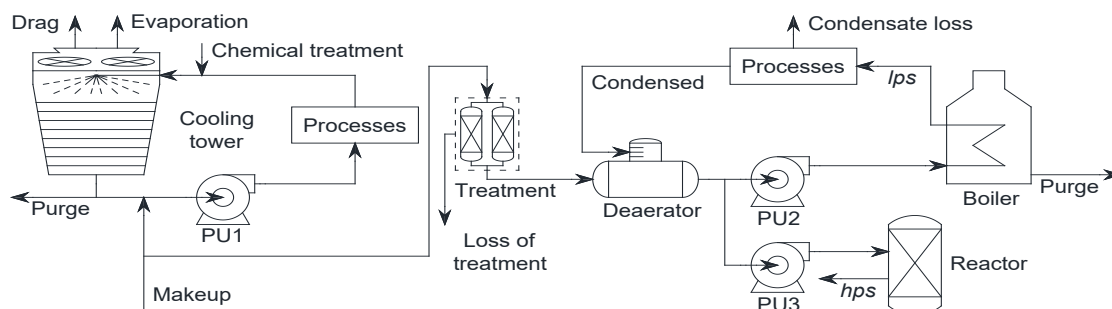 Drag
Evaporation
Chemical treatment
Cooling
tower
Processes
Purge
PU1
Makeup
Treatment
Loss of
treatment
Condensate loss
Condensed
Processes
lps
Deaerator
PU2
Boiler
Purge
PU3
hps
Reactor